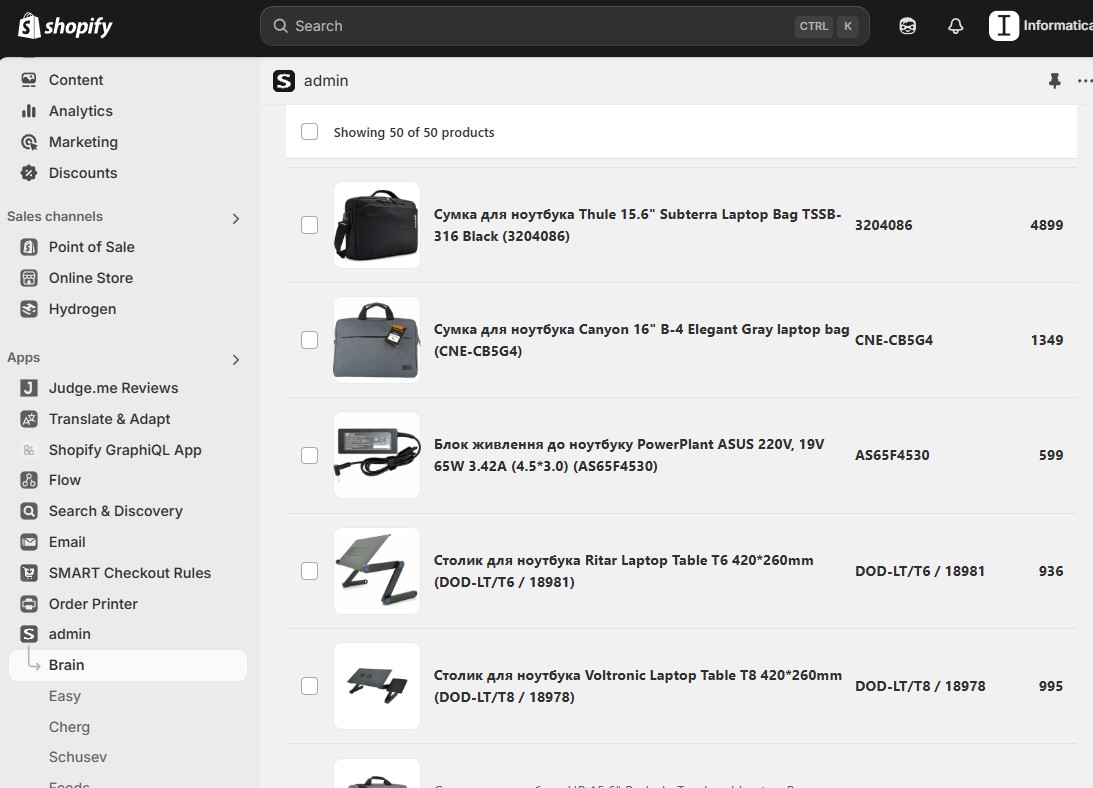 shopify
Search
CTRL K
Informatica
Content
Analytics
Marketing
Discounts
Sales channels
Point of Sale
Online Store
Hydrogen
Apps
Judge.me Reviews
Translate & Adapt
Shopify GraphiQL App
Flow
Search & Discovery
Email
SMART Checkout Rules
Order Printer
admin
Brain
Easy
Cherg
Schusev
Feeds
admin
Showing 50 of 50 products
Сумка для ноутбука Thule 15.6" Subterra Laptop Bag TSSB-
316 Black (3204086)
3204086
4899
Сумка для ноутбука Canyon 16" B-4 Elegant Gray laptop bag
(CNE-CB5G4)
CNE-CB5G4
1349
Блок живлення до ноутбуку PowerPlant ASUS 220V, 19V
65W 3.42A (4.5*3.0) (AS65F4530)
AS65F4530
599
Столик для ноутбука Ritar Laptop Table T6 420*260mm
(DOD-LT/T6 / 18981)
DOD-LT/T6 / 18981
936
Столик для ноутбука Voltronic Laptop Table T8 420*260mm
(DOD-LT/T8 / 18978)
DOD-LT/T8 / 18978
995